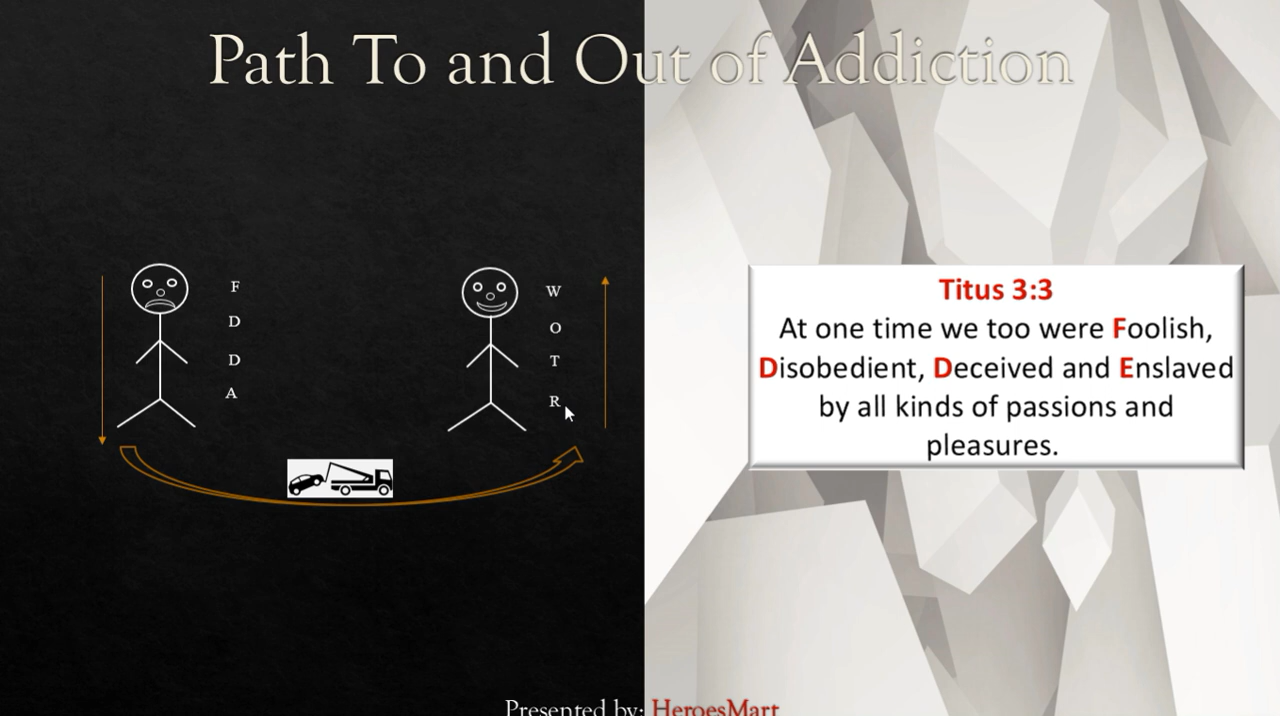 Path To and Out of Addiction
F
D
D
A
W
O
T
R
Titus 3:3
At one time we too were Foolish,
Disobedient, Deceived and Enslaved
by all kinds of passions and
pleasures.
Presented by: HeroesMart